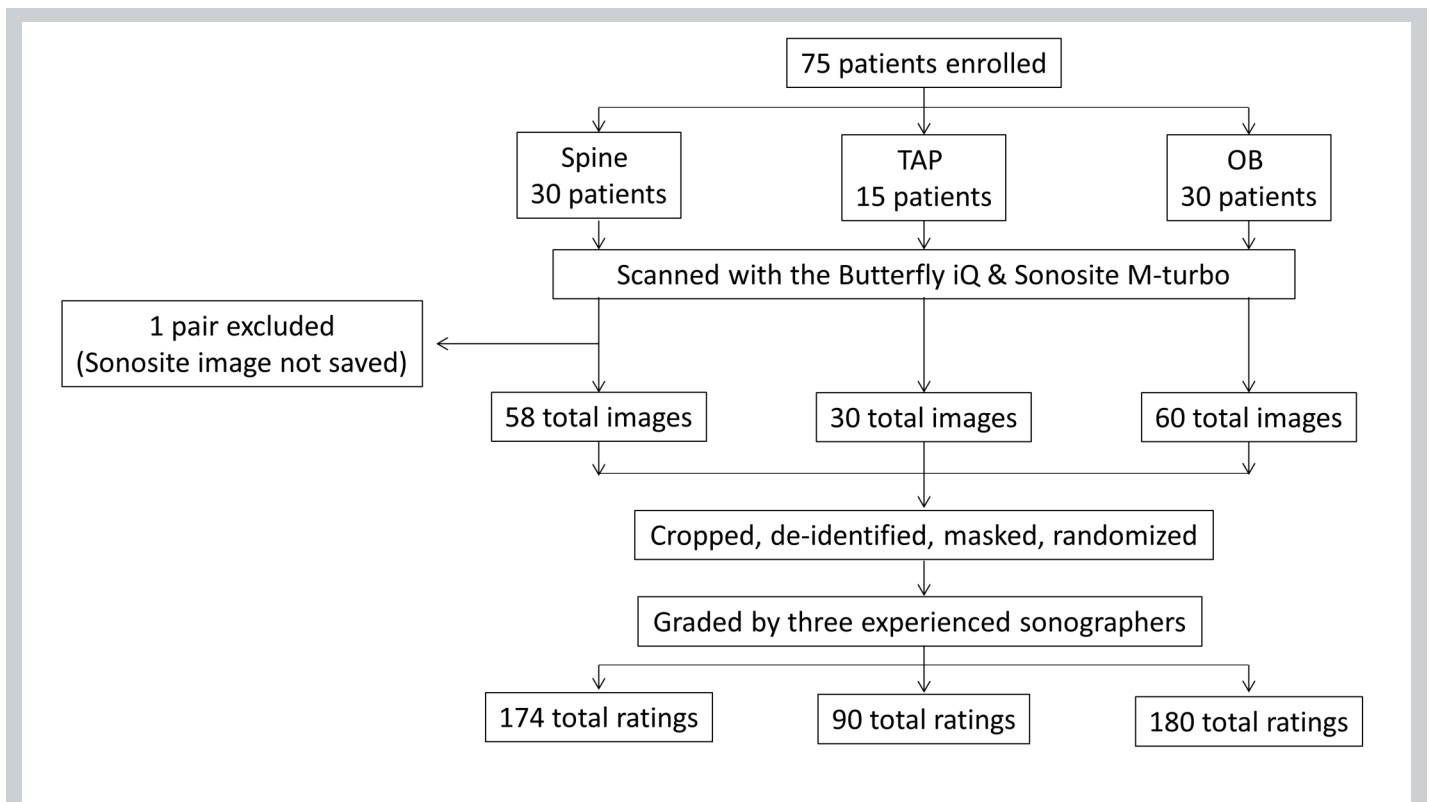 75 patients enrolled
Spine
30 patients
TAP
15 patients
OB
30 patients
Scanned with the Butterfly iQ & Sonosite M-turbo
1 pair excluded
(Sonosite image not saved)
58 total images
30 total images
60 total images
Cropped, de-identified, masked, randomized
Graded by three experienced sonographers
174 total ratings
90 total ratings
180 total ratings